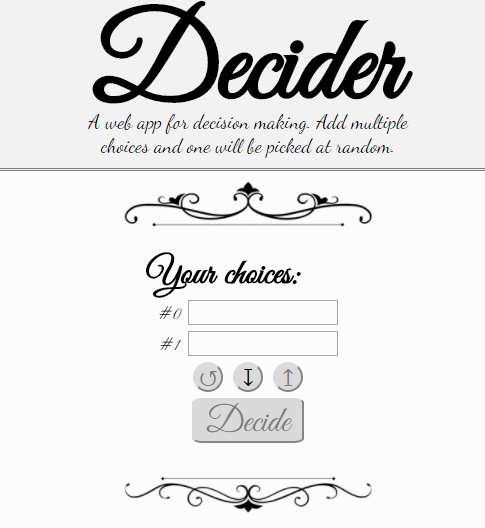 Decider
A web app for decision making. Add multiple
choices and one will be picked at random.
Your choices:
#0
#1
↺ ↧ ↥
Decide